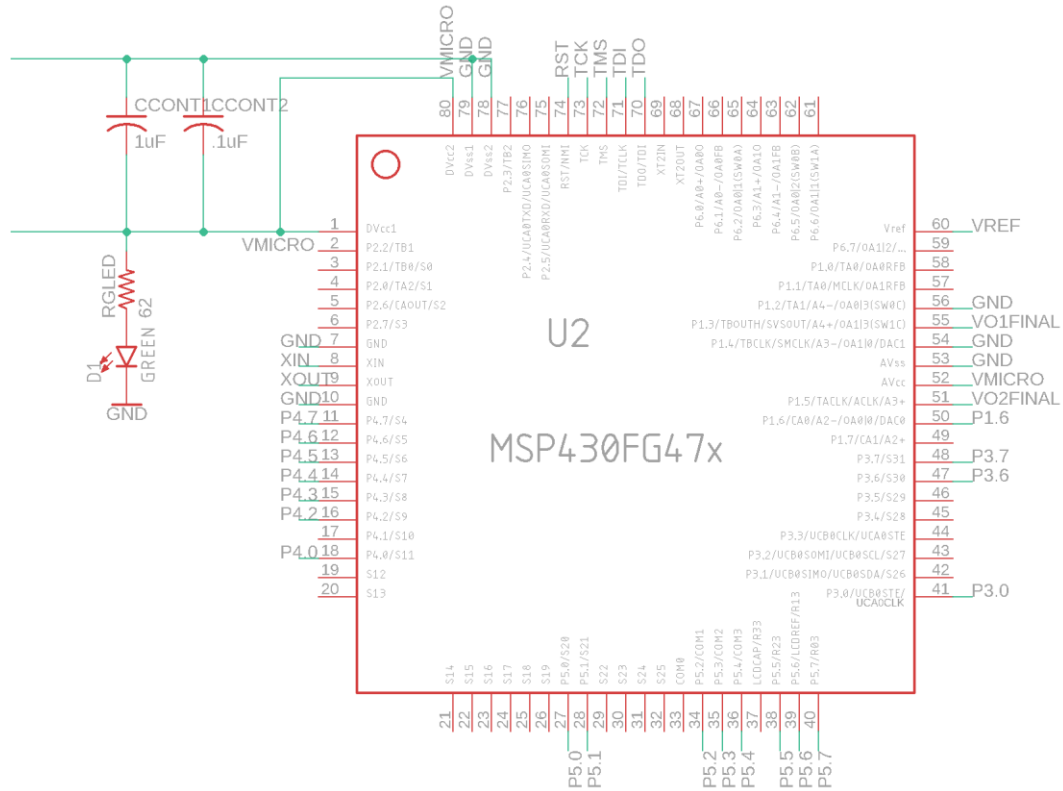 VMICRO
GND
GND
RST
TCK
TMS
TDI
TDO
80
79
78
77
76
75
74
73
72
71
70
69
68
67
66
65
64
63
62
61
CCONT1
CCONT2
1uF
.1uF
DVcc2
DVss1
DVss2
P2.3/TB2
P2.4/UCA0TXD/UCA0SIMO
P2.5/UCA0RXD/UCA0SOMI
RST/NMI
TCK
TMS
TDI/TCLK
TDO/TDI
XT2IN
XT2OUT
P6.0/A0+/OA0O
P6.1/A0-/OA0FB
P6.2/OA0|1(SW0A)
P6.3/A1+/OA1O
P6.4/A1-/OA1FB
P6.5/OA0|2(SW0B)
P6.6/OA1|1(SW1A)
VMICRO
1 DVcc1
2 P2.2/TB1
3 P2.1/TB0/S0
4 P2.0/TA2/S1
5 P2.6/CAOUT/S2
6 P2.7/S3
GND 7 GND
XIN 8 XIN
XOUT 9 XOUT
GND 10 GND
P4.7 11 P4.7/S4
P4.6 12 P4.6/S5
P4.5 13 P4.5/S6
P4.4 14 P4.4/S7
P4.3 15 P4.3/S8
P4.2 16 P4.2/S9
17 P4.1/S10
P4.0 18 P4.0/S11
19 S12
20 S13
RGLED
62
D1
GREEN
GND
U2
MSP430FG47x
Vref 60 VREF
P6.7/OA1|2/... 59
P1.0/TA0/OA0RFB 58
P1.1/TA0/MCLK/OA1RFB 57
P1.2/TA1/A4-/OA0|3(SW0C) 56 GND
P1.3/TBOUTH/SVSOUT/A4+/OA1|3(SW1C) 55 VO1FINAL
P1.4/TBCLK/SMCLK/A3-/OA1|0/DAC1 54 GND
AVss 53 GND
AVcc 52 VMICRO
P1.5/TACLK/ACLK/A3+ 51 VO2FINAL
P1.6/CA0/A2-/OA0|0/DAC0 50 P1.6
P1.7/CA1/A2+ 49
P3.7/S31 48 P3.7
P3.6/S30 47 P3.6
P3.5/S29 46
P3.4/S28 45
P3.3/UCB0CLK/UCA0STE 44
P3.2/UCB0SOMI/UCB0SCL/S27 43
P3.1/UCB0SIMO/UCB0SDA/S26 42
P3.0/UCB0STE/ 41 P3.0
UCA0CLK
S14
S15
S16
S17
S18
S19
P5.0/S20
P5.1/S21
S22
S23
S24
S25
COM0
P5.2/COM1
P5.3/COM2
P5.4/COM3
LCDCAP/R33
P5.5/R23
P5.6/LCDREF/R13
P5.7/R03
21
22
23
24
25
26
27
28
29
30
31
32
33
34
35
36
37
38
39
40
P5.0
P5.1
P5.2
P5.3
P5.4
P5.5
P5.6
P5.7